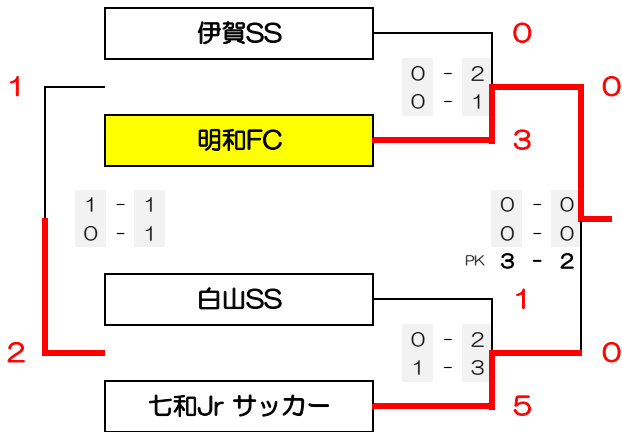 伊賀SS 0
0 - 2
1 0
0 - 1
明和FC 3
1 - 1 0 - 0
0 - 1 0 - 0
PK 3 - 2
白山SS 1
0 - 2
2 0
1 - 3
七和Jr サッカー 5